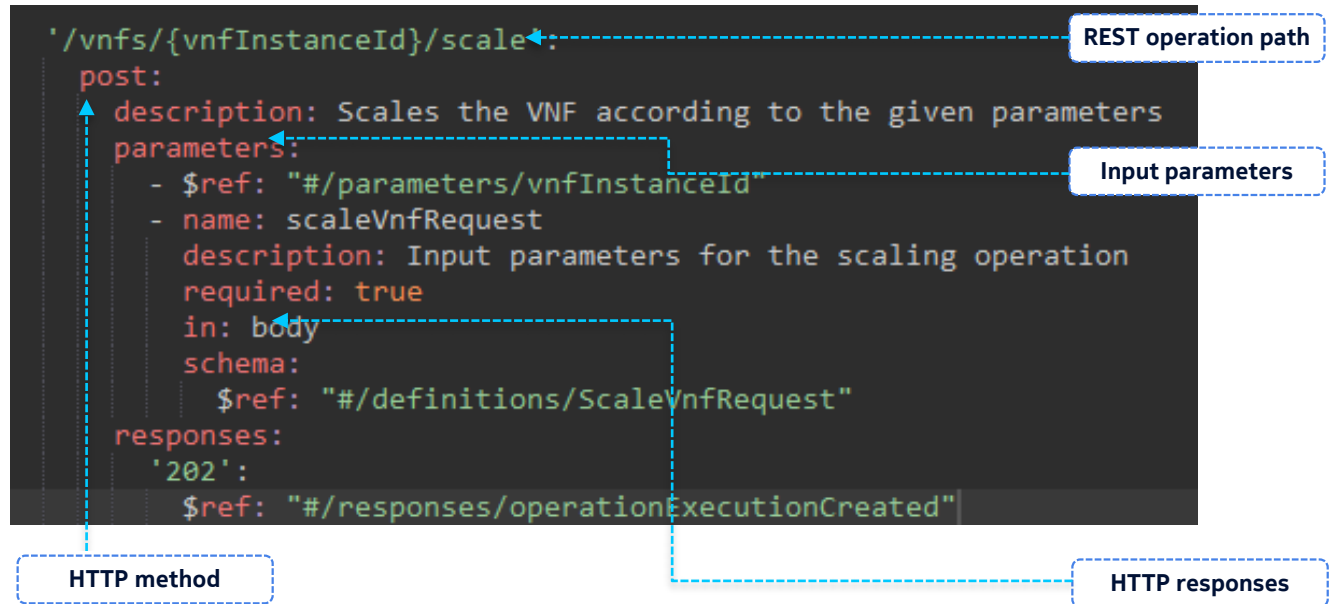 '/vnfs/{vnfInstanceId}/scale':
REST operation path
post:
description: Scales the VNF according to the given parameters
parameters:
- $ref: "#/parameters/vnfInstanceId"
Input parameters
- name: scaleVnfRequest
description: Input parameters for the scaling operation
required: true
in: body
schema:
$ref: "#/definitions/ScaleVnfRequest"
responses:
'202':
$ref: "#/responses/operationExecutionCreated"
HTTP method
HTTP responses